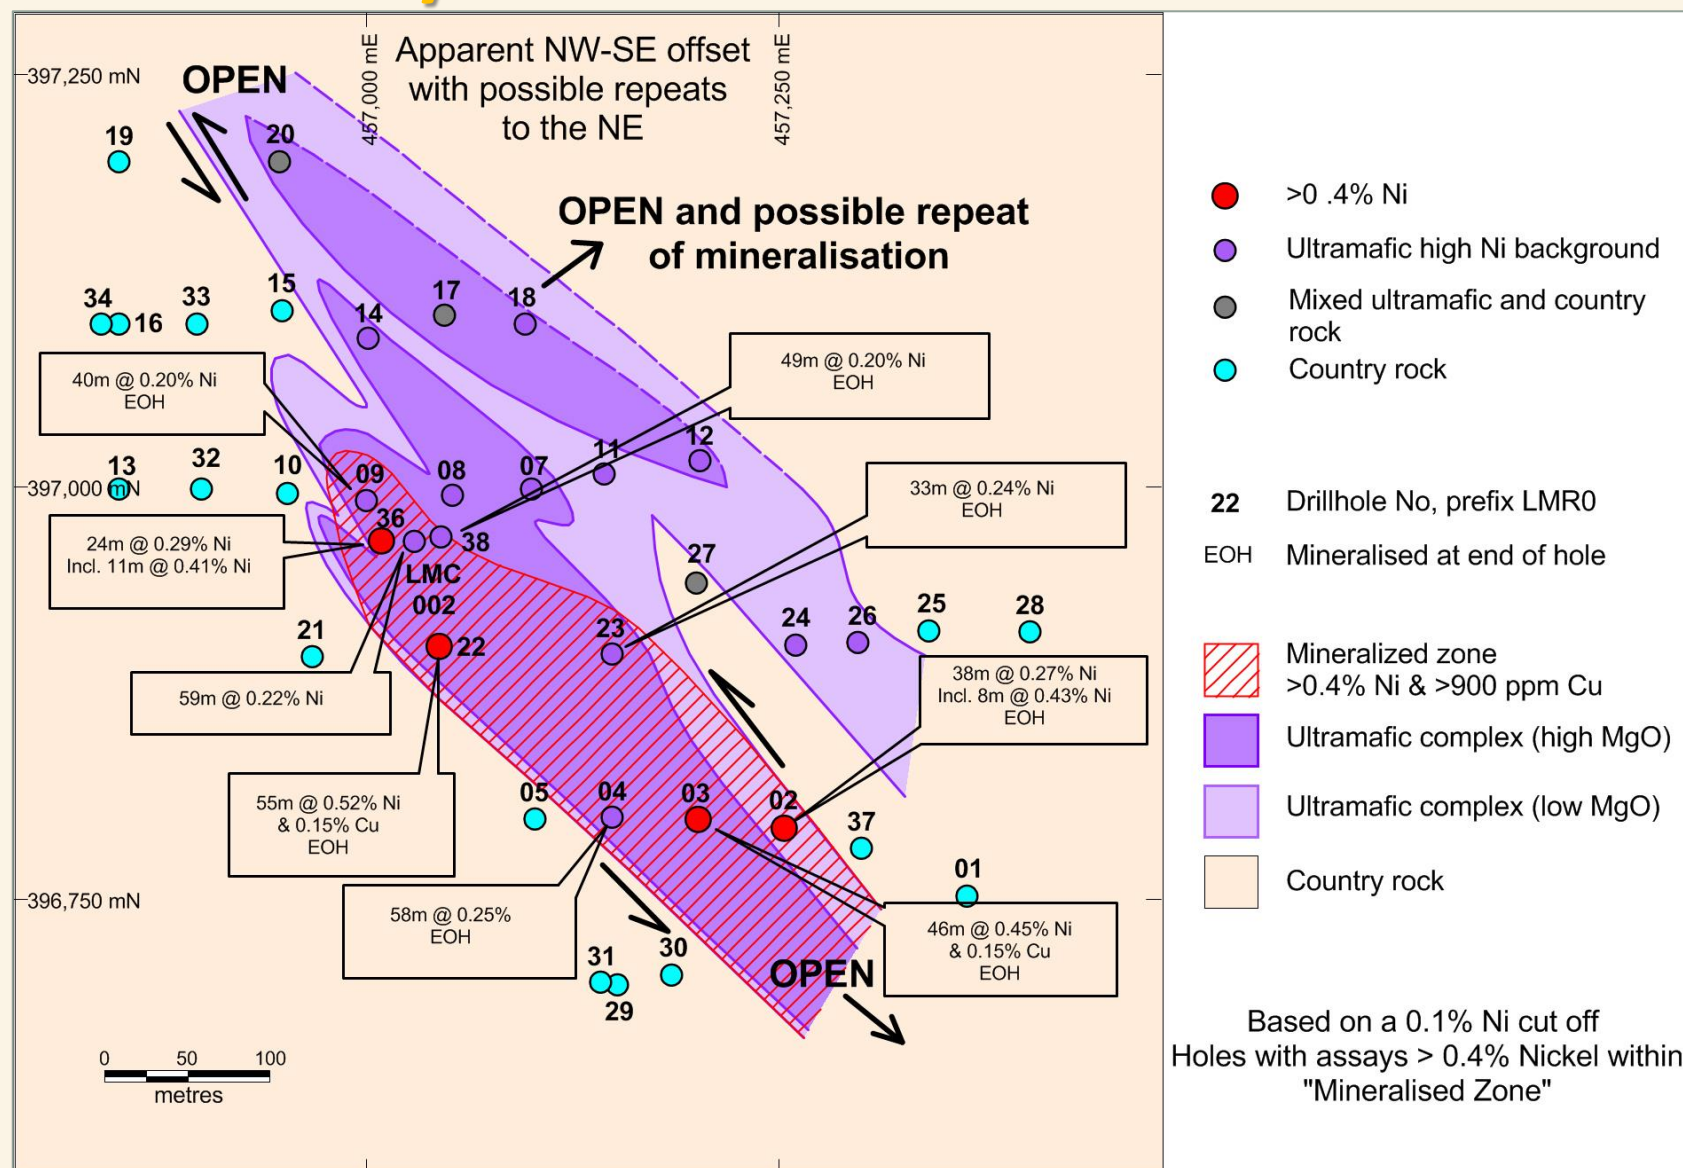 397,250 mN
OPEN
457,000 mE
Apparent NW-SE offset
with possible repeats
to the NE
457,250 mE
19
20
OPEN and possible repeat
of mineralisation
34
16
33
15
14
17
18
40m @ 0.20% Ni
EOH
49m @ 0.20% Ni
EOH
13
397,000 mN
32
10
09
08
07
11
12
33m @ 0.24% Ni
EOH
24m @ 0.29% Ni
Incl. 11m @ 0.41% Ni
36
38
LMC
002
27
21
22
23
24
26
25
28
59m @ 0.22% Ni
38m @ 0.27% Ni
Incl. 8m @ 0.43% Ni
EOH
55m @ 0.52% Ni
& 0.15% Cu
EOH
05
04
03
02
37
01
396,750 mN
58m @ 0.25%
EOH
46m @ 0.45% Ni
& 0.15% Cu
EOH
31
29
30
OPEN
0 50 100
metres
>0 .4% Ni
Ultramafic high Ni background
Mixed ultramafic and country
rock
Country rock
22 Drillhole No, prefix LMR0
EOH Mineralised at end of hole
Mineralized zone
>0.4% Ni & >900 ppm Cu
Ultramafic complex (high MgO)
Ultramafic complex (low MgO)
Country rock
Based on a 0.1% Ni cut off
Holes with assays > 0.4% Nickel within
"Mineralised Zone"